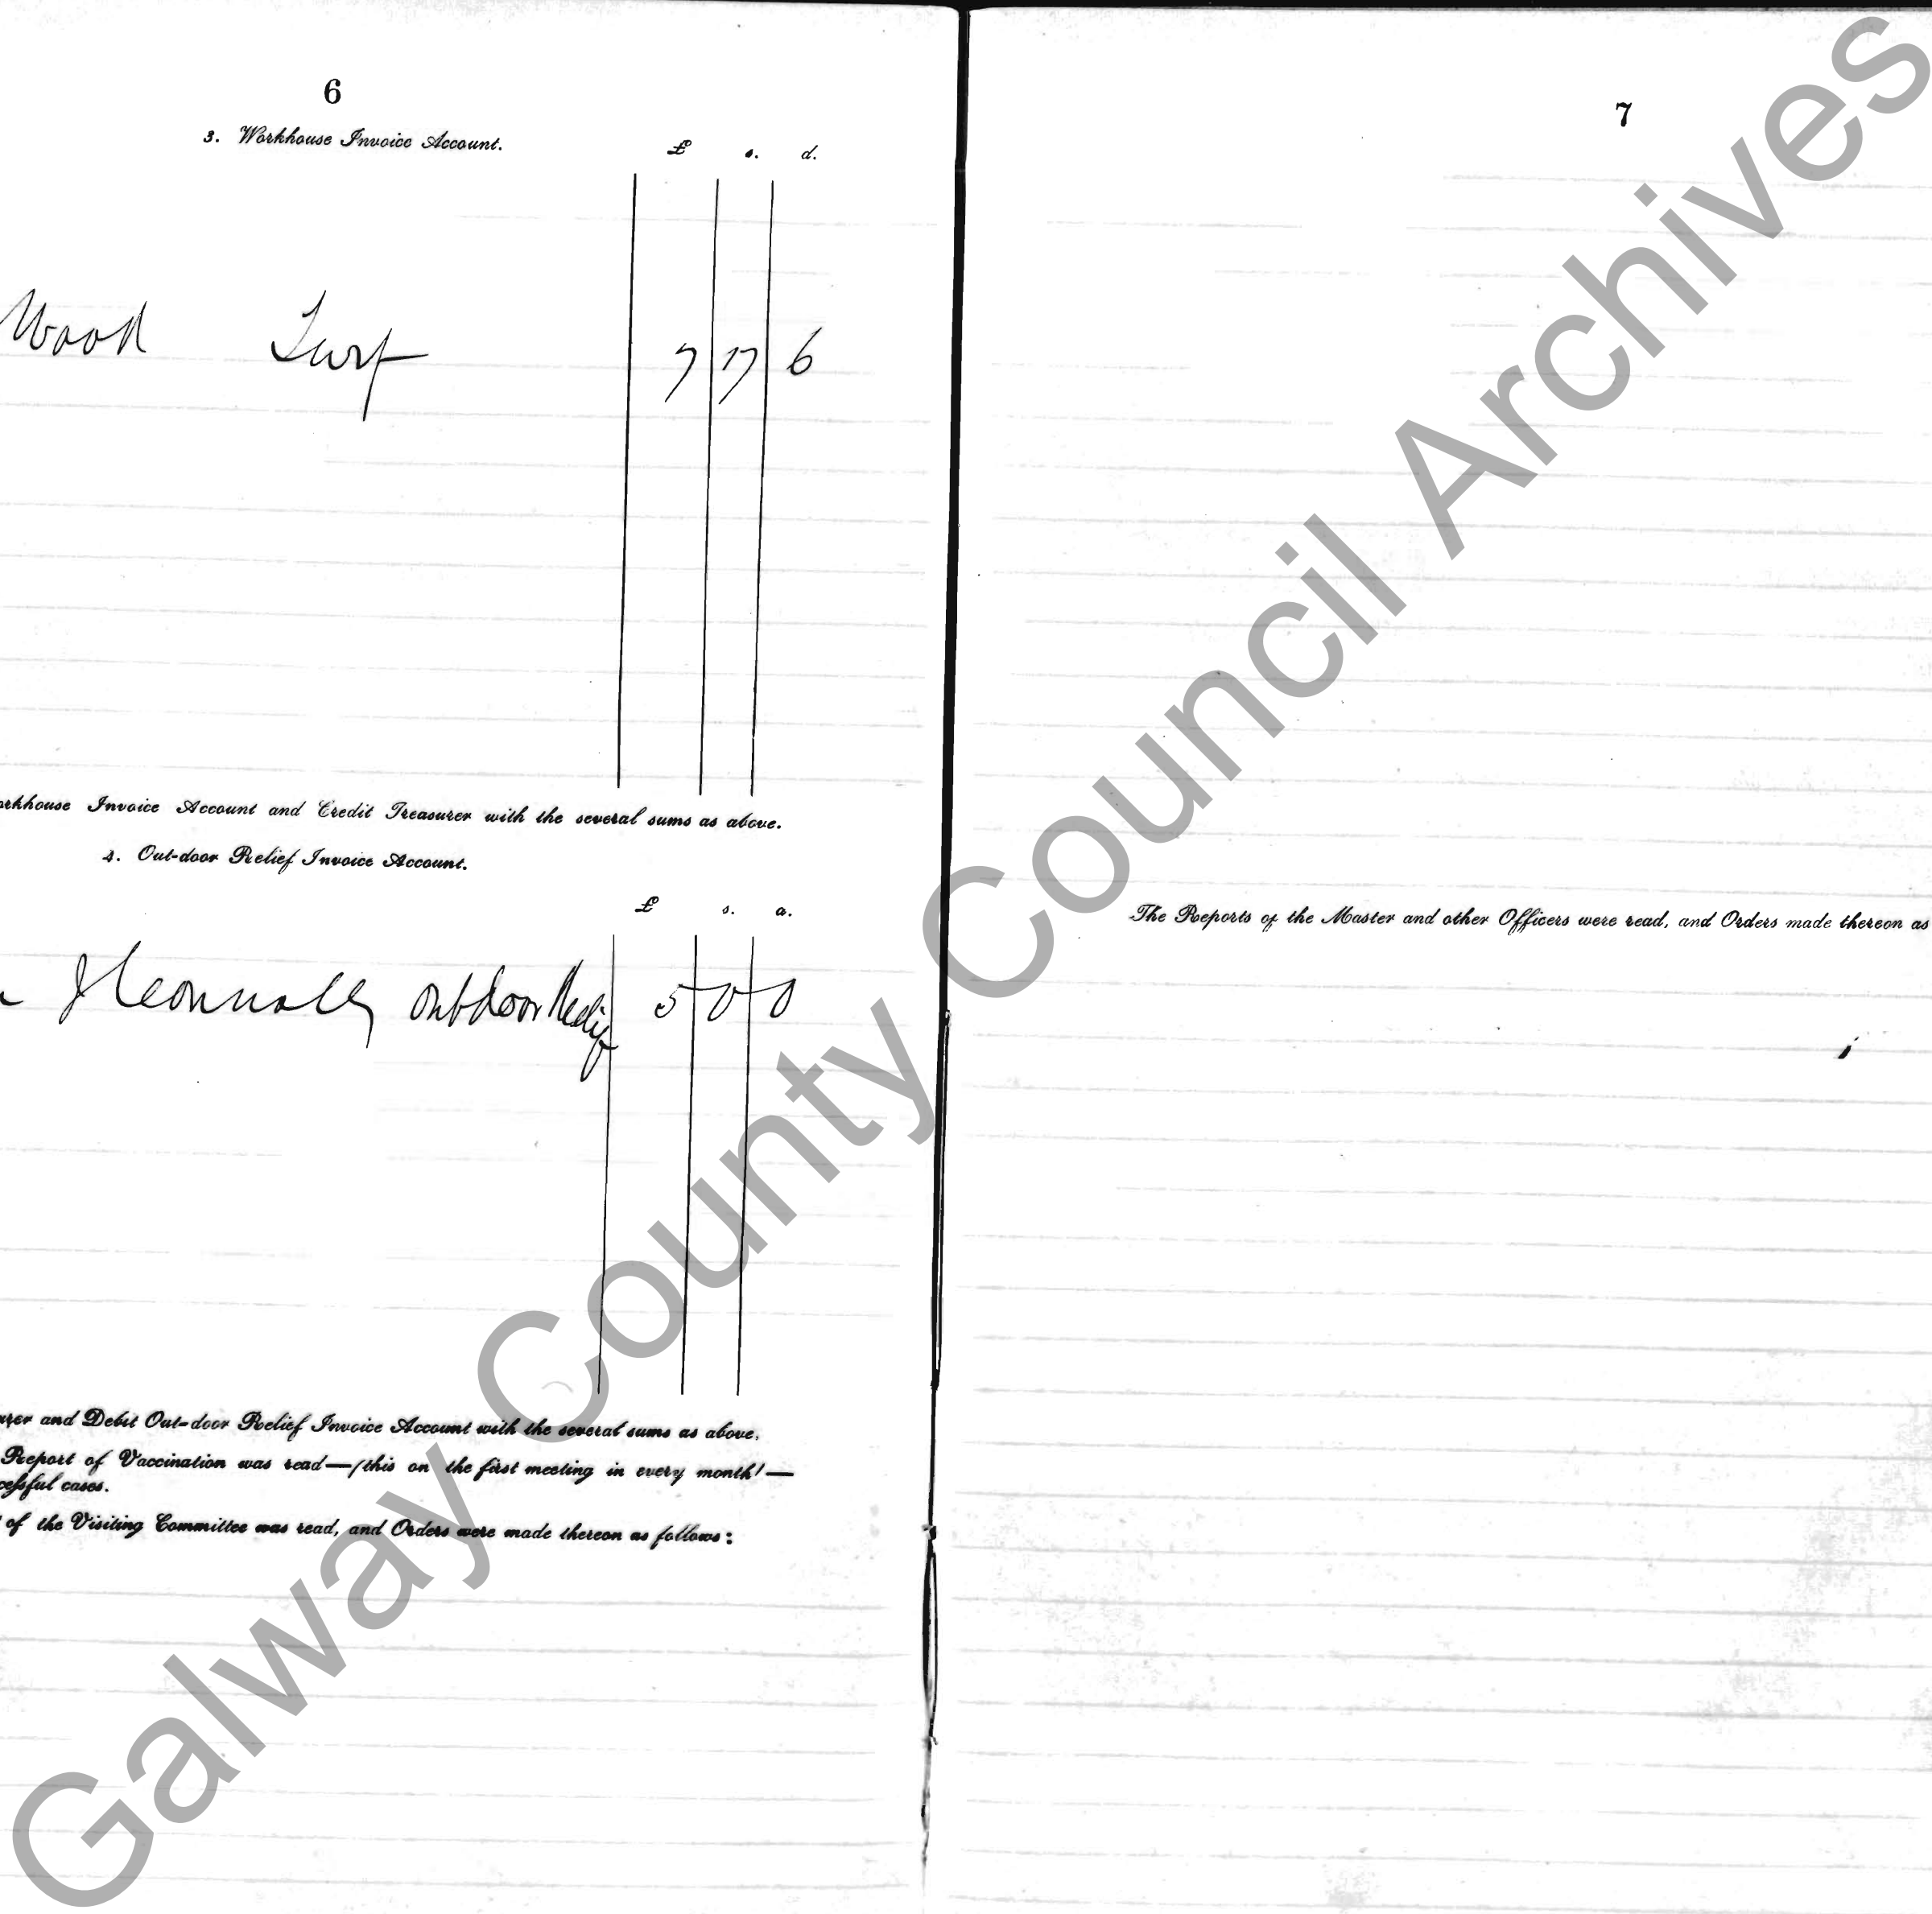 6
3. Workhouse Invoice Account.
£ s. d.
Wood Turf 7 17 6
Invoice Account and Credit Treasurer with the several sums as above.
4. Out-door Relief Invoice Account.
£ s. d.
Outdoor Relief 5 0 0
and Debit Out-door Relief Invoice Account with the several sums as above.
Report of Vaccination was read—(this on the first meeting in every month)—
cases.
of the Visiting Committee was read, and Orders were made thereon as follows:
7
The Reports of the Master and other Officers were read, and Orders made thereon as
Galway County Council Archives